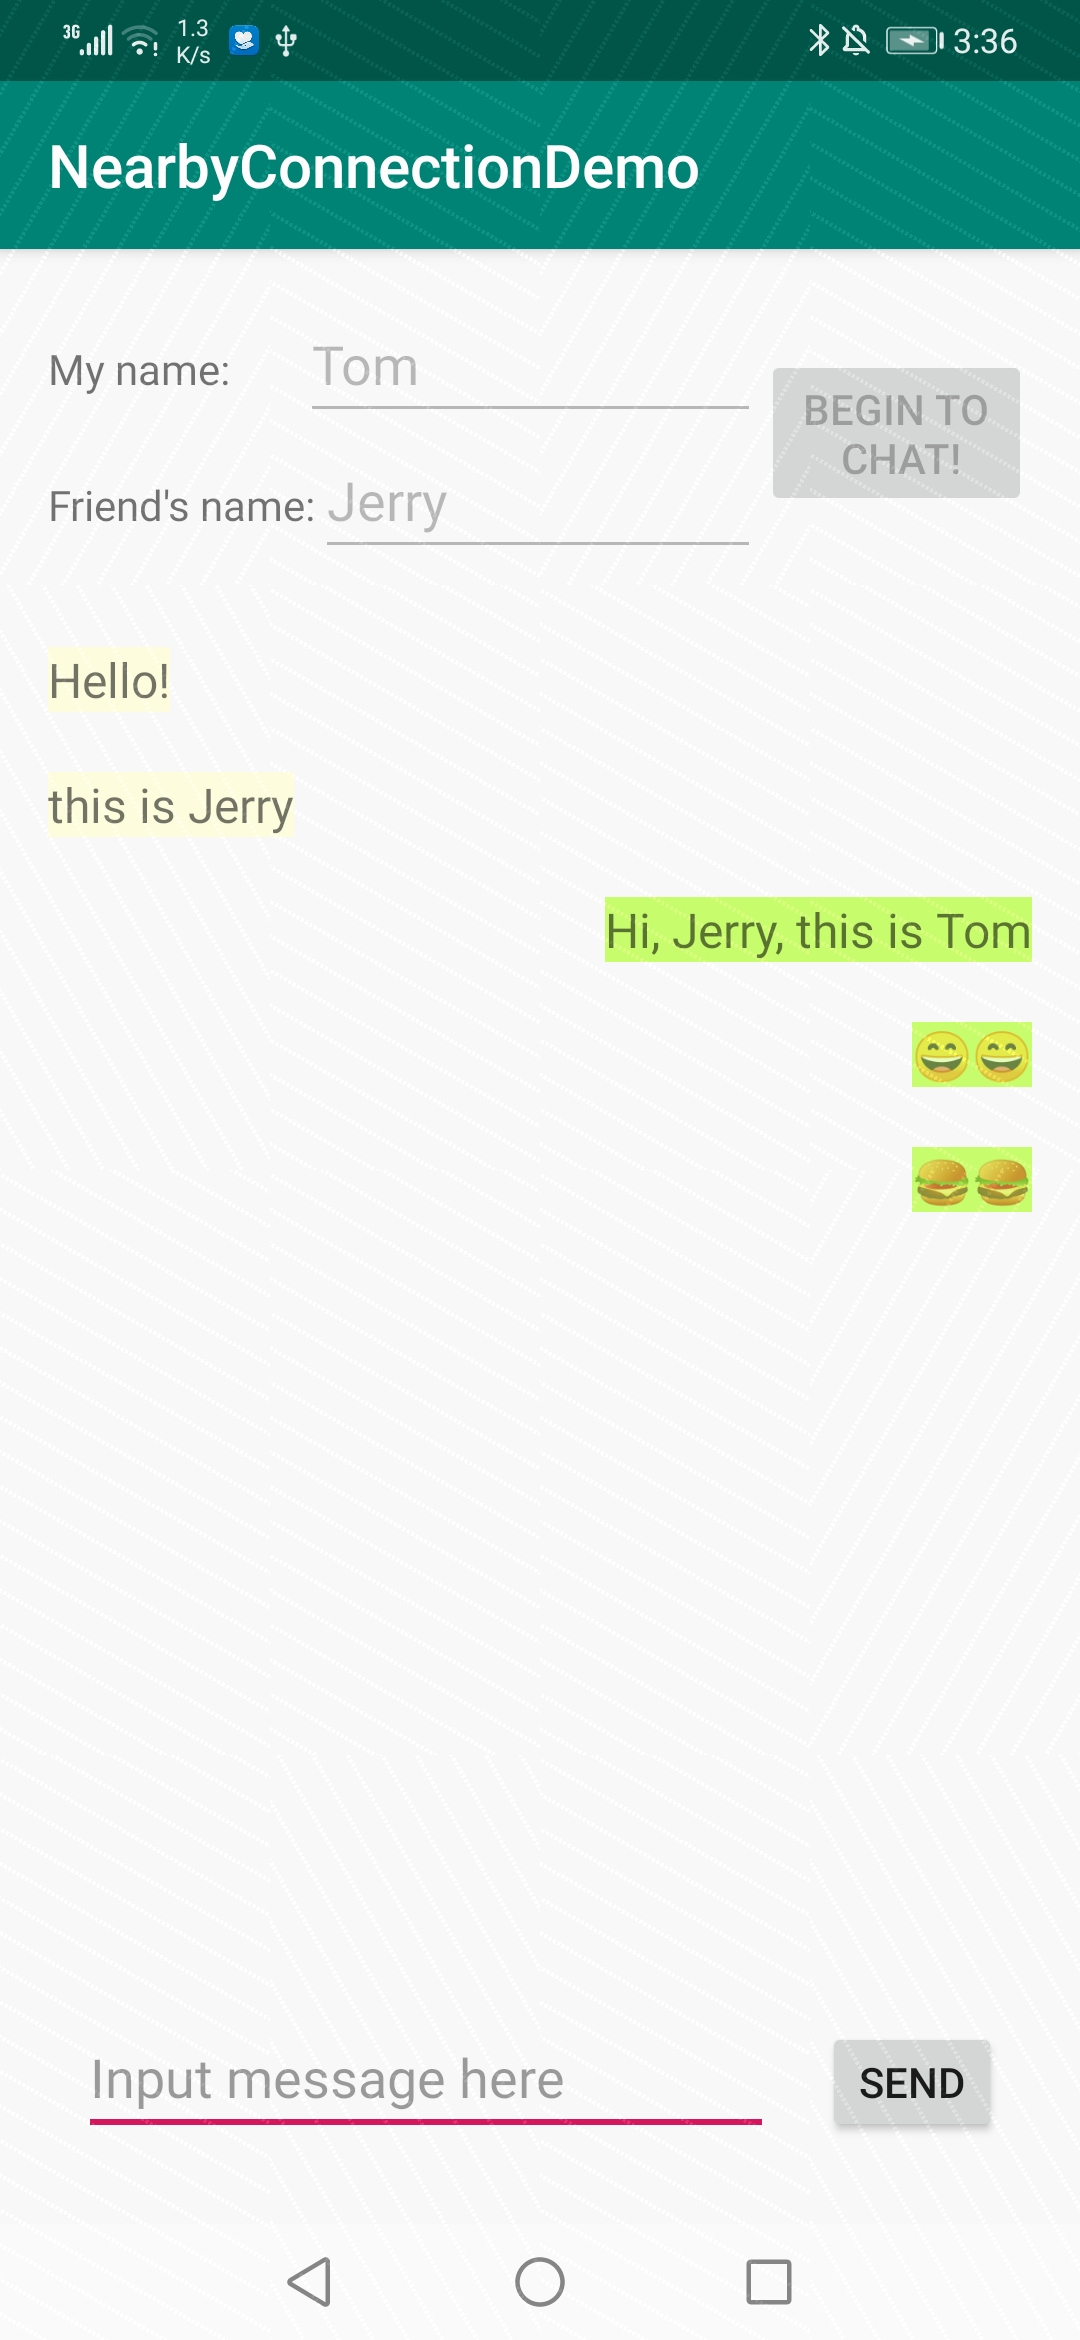 3G 1.3 K/s 3:36
NearbyConnectionDemo
My name: Tom
BEGIN TO
CHAT!
Friend's name: Jerry
Hello!
this is Jerry
Hi, Jerry, this is Tom
😄😄
🍔🍔
Input message here SEND